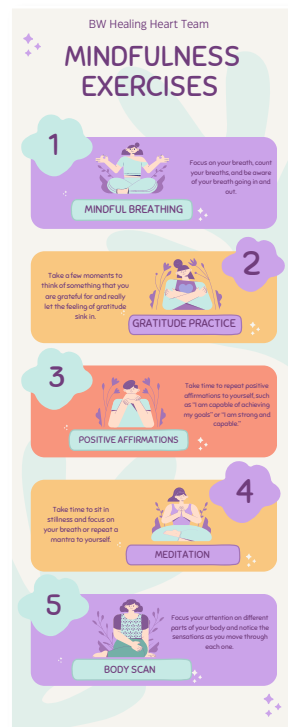 BW Healing Heart Team
MINDFULNESS
EXERCISES
1
Focus on your breath, count
your breaths, and be aware
of your breath going in and
out.
MINDFUL BREATHING
2
Take a few moments to
think of something that you
are grateful for and really
let the feeling of gratitude
sink in.
GRATITUDE PRACTICE
3
Take time to repeat positive
affirmations to yourself, such
as "I am capable of achieving
my goals" or "I am strong and
capable."
POSITIVE AFFIRMATIONS
4
Take time to sit in
stillness and focus on
your breath or repeat a
mantra to yourself.
MEDITATION
5
Focus your attention on different
parts of your body and notice the
sensations as you move through
each one.
BODY SCAN